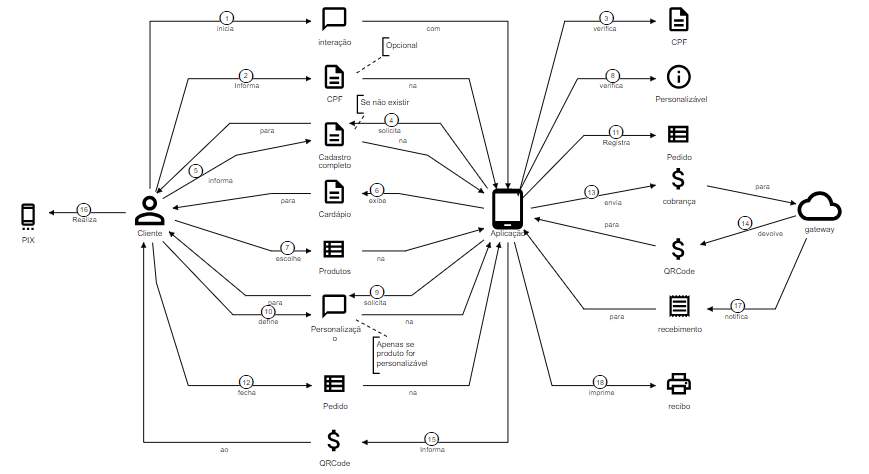 1
inicia
interação
com
3
verifica
CPF
Opcional
2
Informa
CPF
na
8
verifica
Personalizável
Se não existir
para
4
solicita
na
11
Registra
Pedido
Cadastro
completo
5
informa
13
envia
cobrança
para
16
Realiza
PIX
Cliente
para
Cardápio
6
exibe
Aplicação
para
14
devolve
gateway
7
escolhe
Produtos
na
QRCode
para
9
solicita
10
define
Personalizaçã
o
na
para
recebimento
17
notifica
Apenas se
produto for
personalizável
12
fecha
Pedido
na
18
imprime
recibo
ao
QRCode
15
Informa